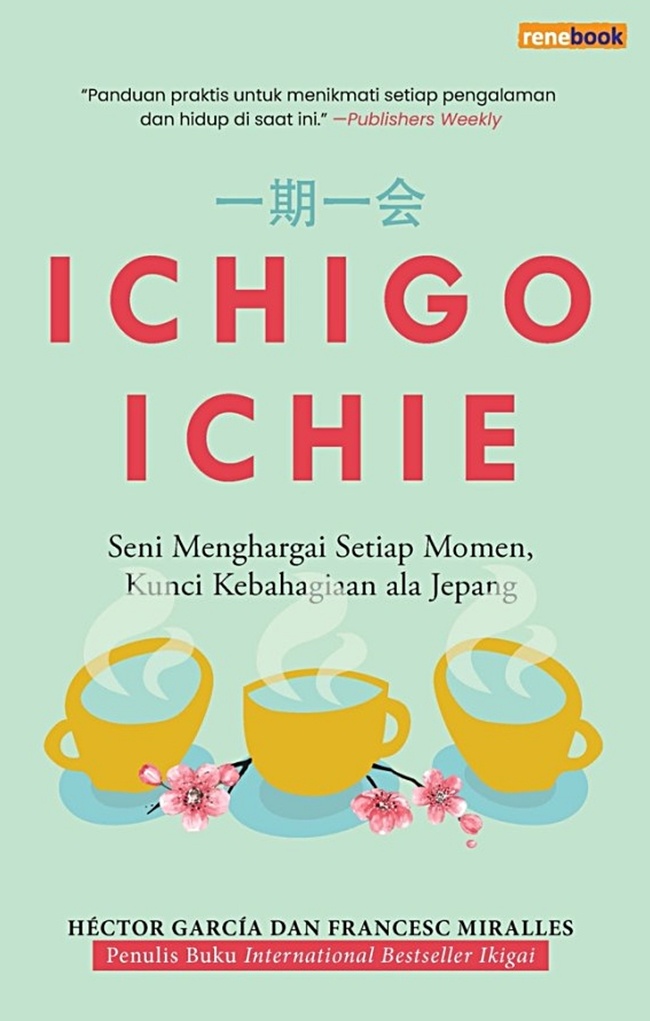 renebook
“Panduan praktis untuk menikmati setiap pengalaman
dan hidup di saat ini.” —Publishers Weekly
一期一会
ICHIGO
ICHIE
Seni Menghargai Setiap Momen,
Kunci Kebahagiaan ala Jepang
HÉCTOR GARCÍA DAN FRANCESC MIRALLES
Penulis Buku International Bestseller Ikigai